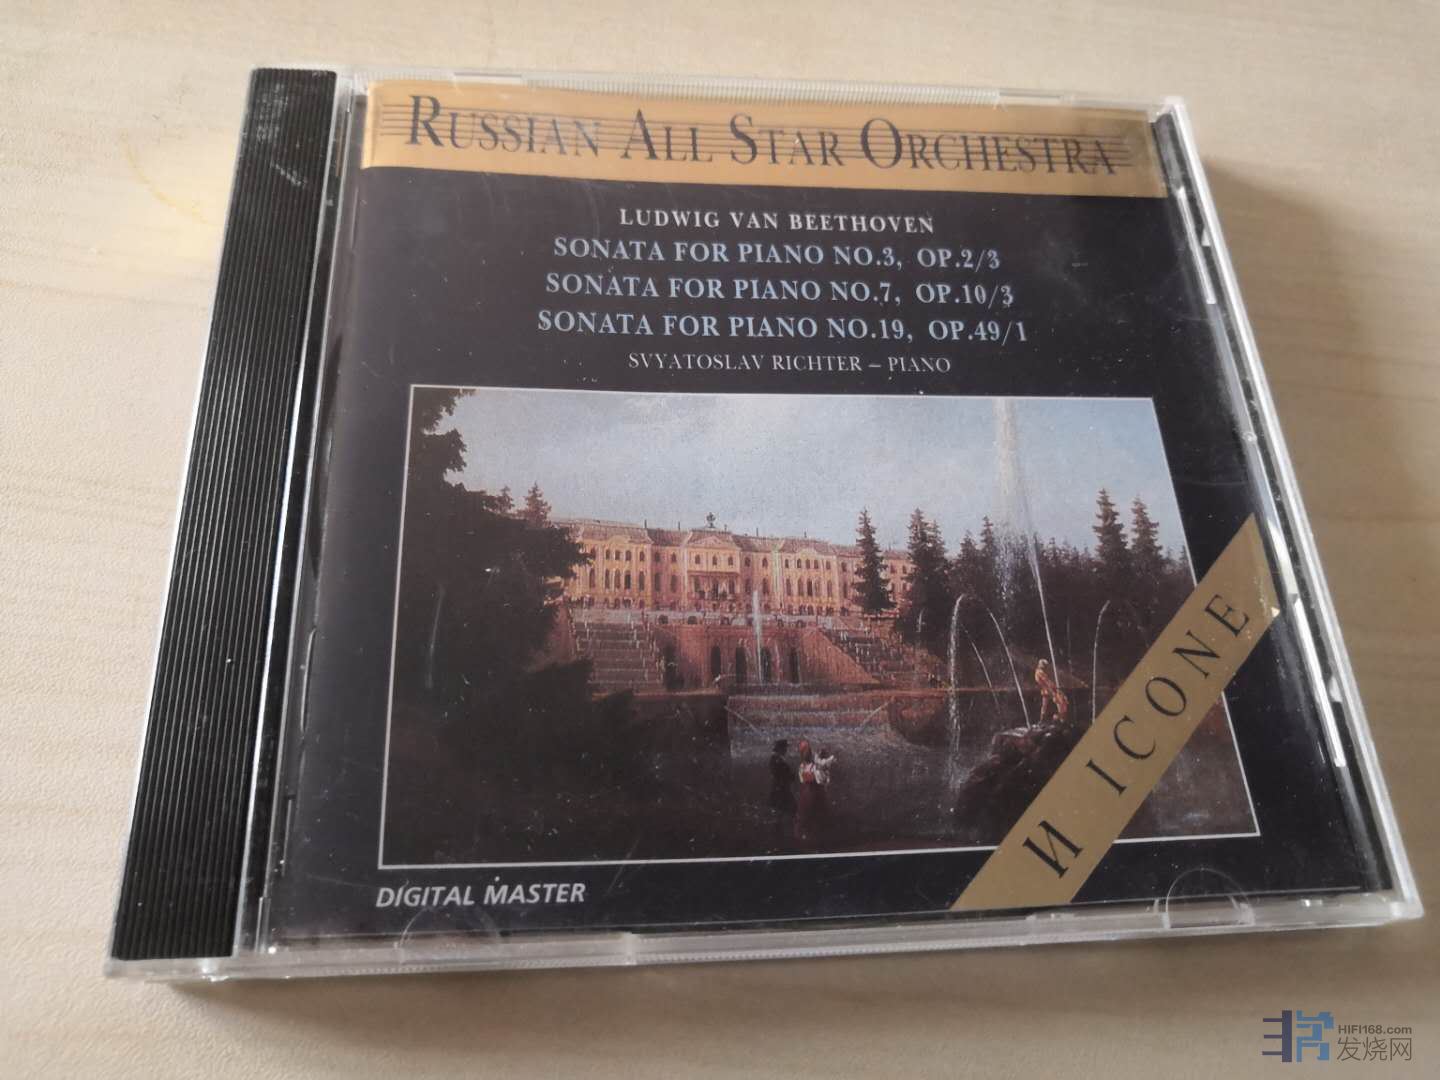 RUSSIAN ALL STAR ORCHESTRA
LUDWIG VAN BEETHOVEN
SONATA FOR PIANO NO.3, OP.2/3
SONATA FOR PIANO NO.7, OP.10/3
SONATA FOR PIANO NO.19, OP.49/1
SVYATOSLAV RICHTER – PIANO
И ICONE
DIGITAL MASTER
HIFI168.com
发烧网